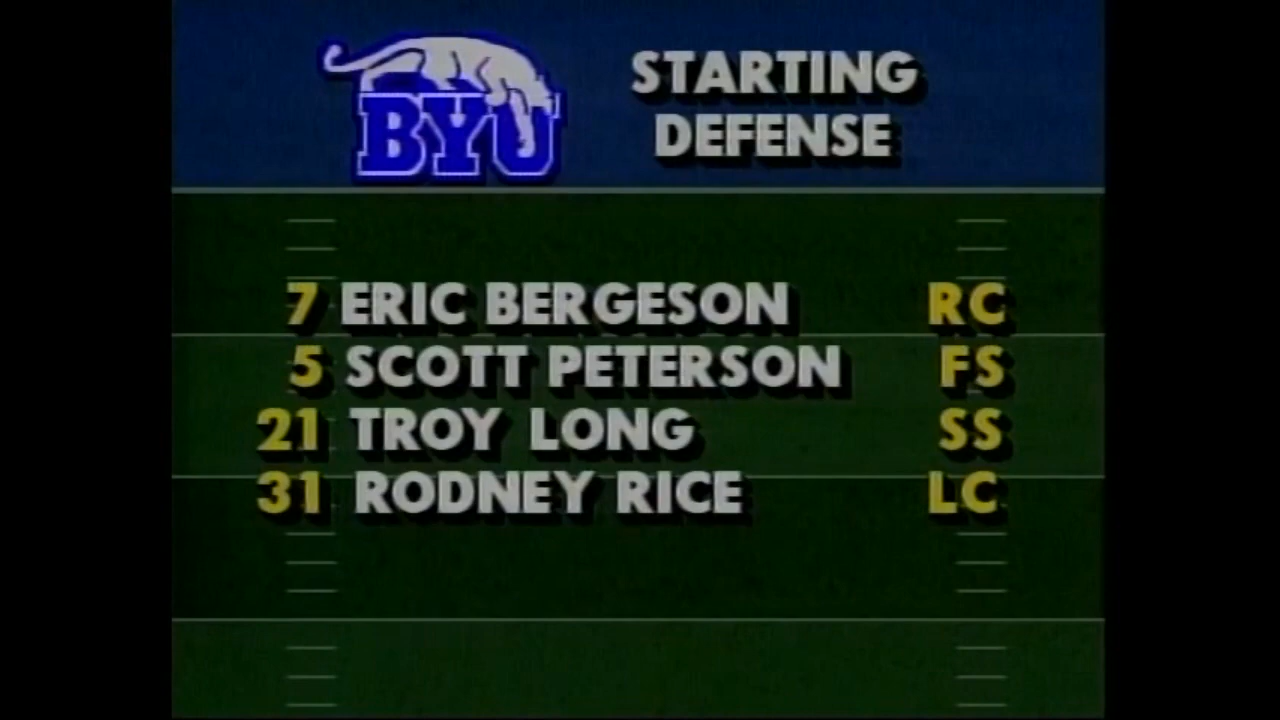 BYU
STARTING
DEFENSE
7 ERIC BERGESON RC
5 SCOTT PETERSON FS
21 TROY LONG SS
31 RODNEY RICE LC